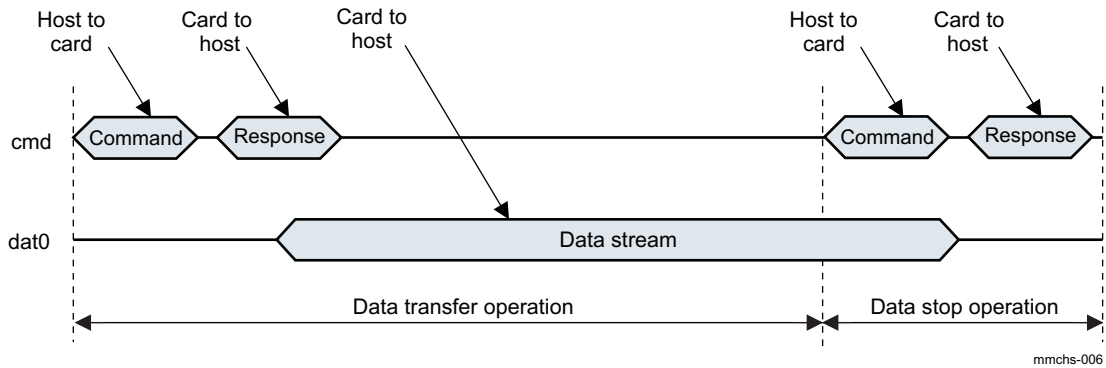 Host to
card
Card to
host
Card to
host
Host to
card
Card to
host
cmd
Command
Response
Command
Response
dat0
Data stream
Data transfer operation
Data stop operation
mmchs-006